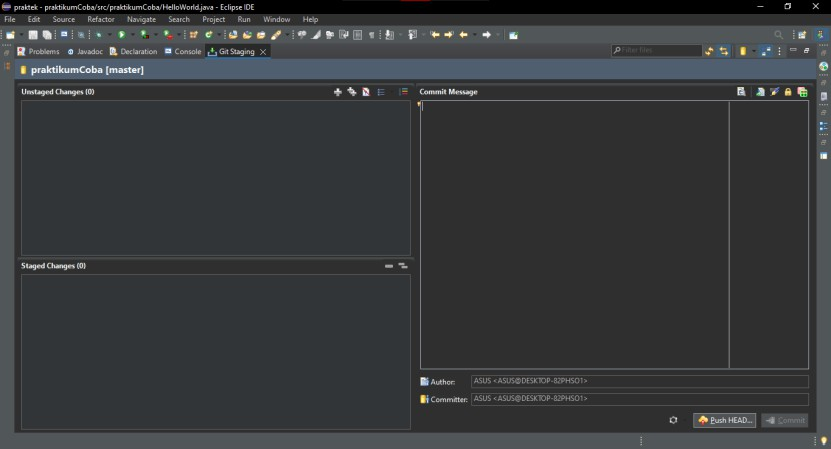 praktek - praktikumCoba/src/praktikumCoba/HelloWorld.java - Eclipse IDE
File Edit Source Refactor Navigate Search Project Run Window Help
Problems Javadoc Declaration Console Git Staging
Filter files
praktikumCoba [master]
Unstaged Changes (0)
Commit Message
Staged Changes (0)
Author: ASUS <ASUS@DESKTOP-82PHSO1>
Committer: ASUS <ASUS@DESKTOP-82PHSO1>
Push HEAD... Commit